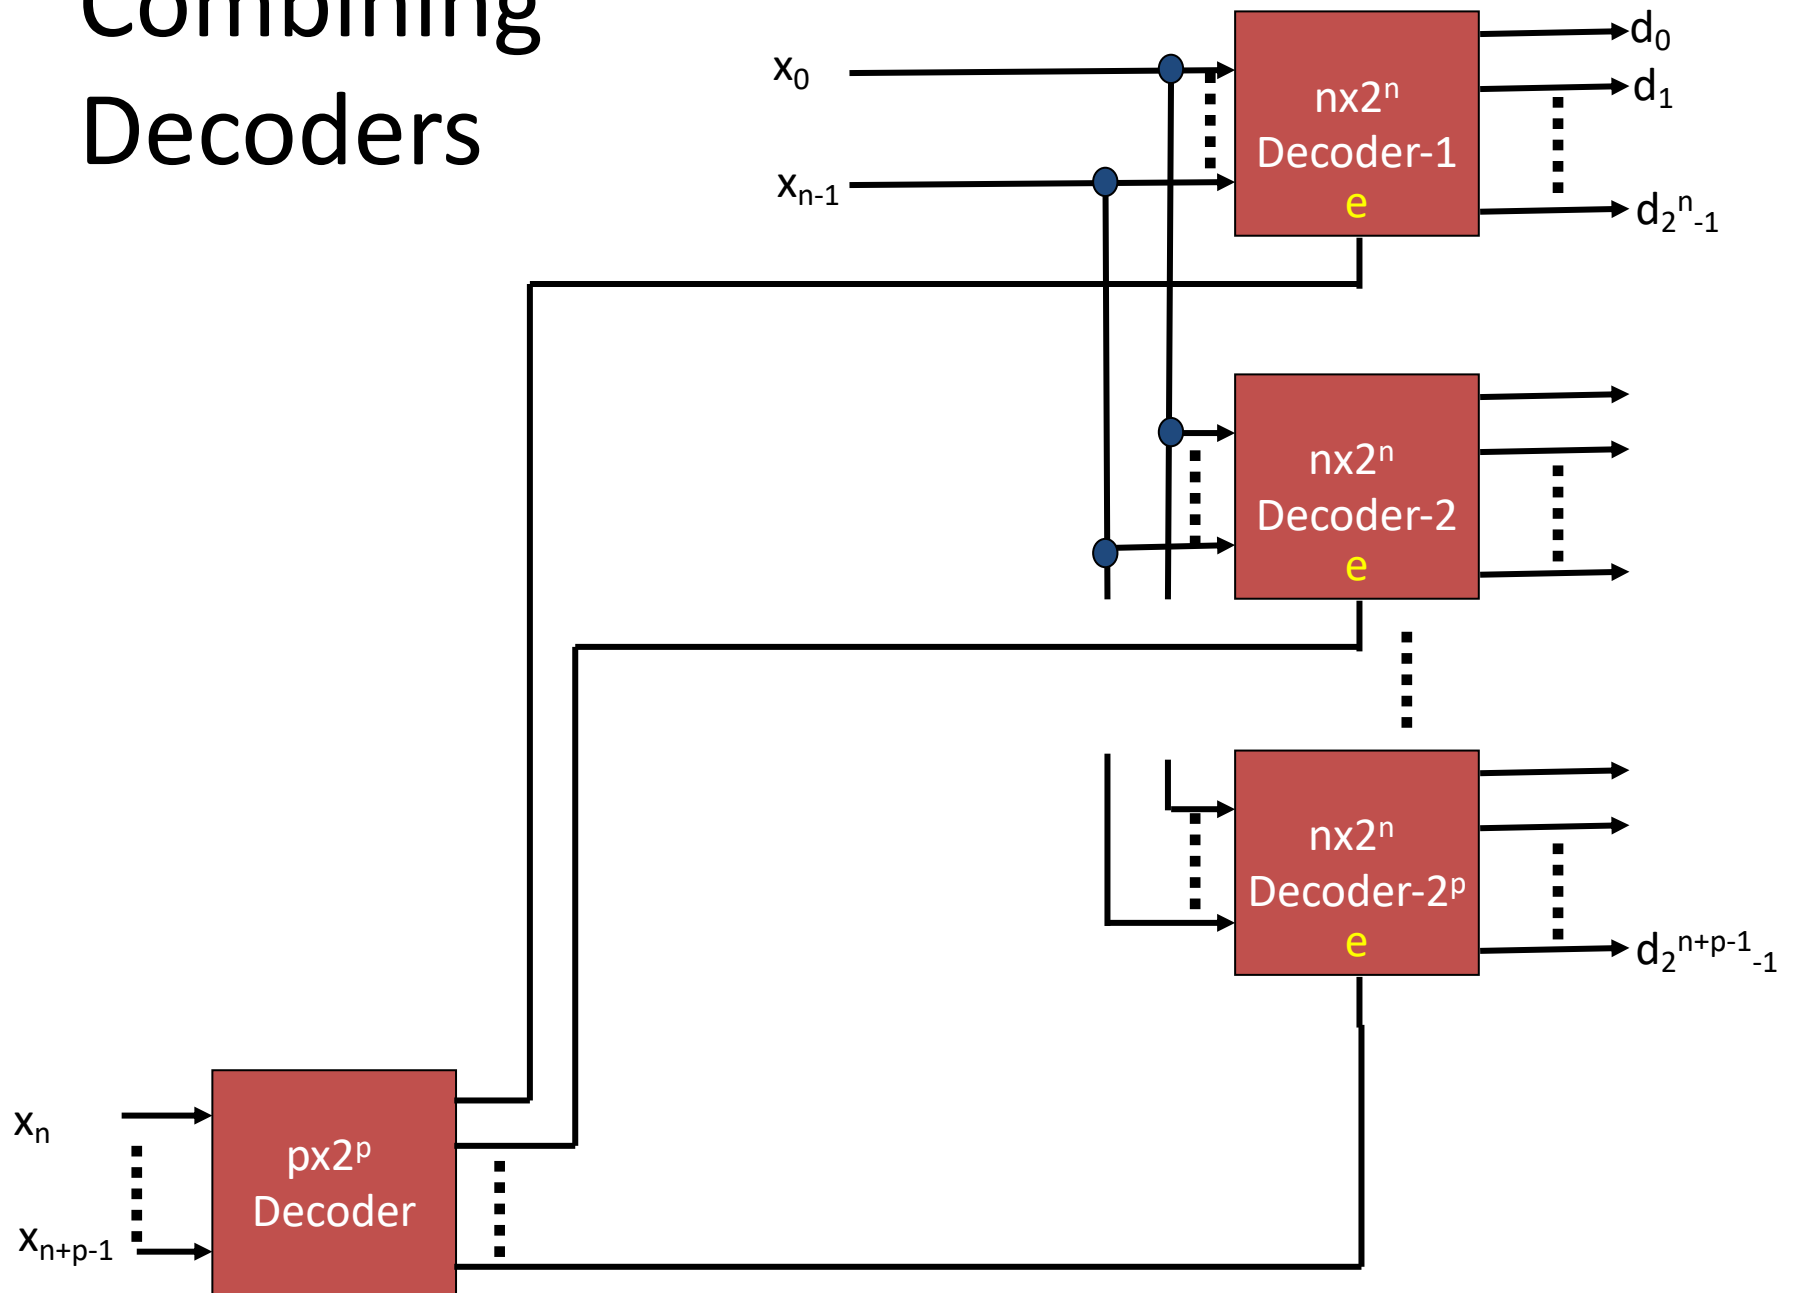 Combining
Decoders
x₀
xₙ₋₁
nx2ⁿ
Decoder-1
e
d₀
d₁
d₂ⁿ₋₁
nx2ⁿ
Decoder-2
e
nx2ⁿ
Decoder-2ᵖ
e
d₂ⁿ⁺ᵖ⁻¹₋₁
xₙ
xₙ₊ₚ₋₁
px2ᵖ
Decoder